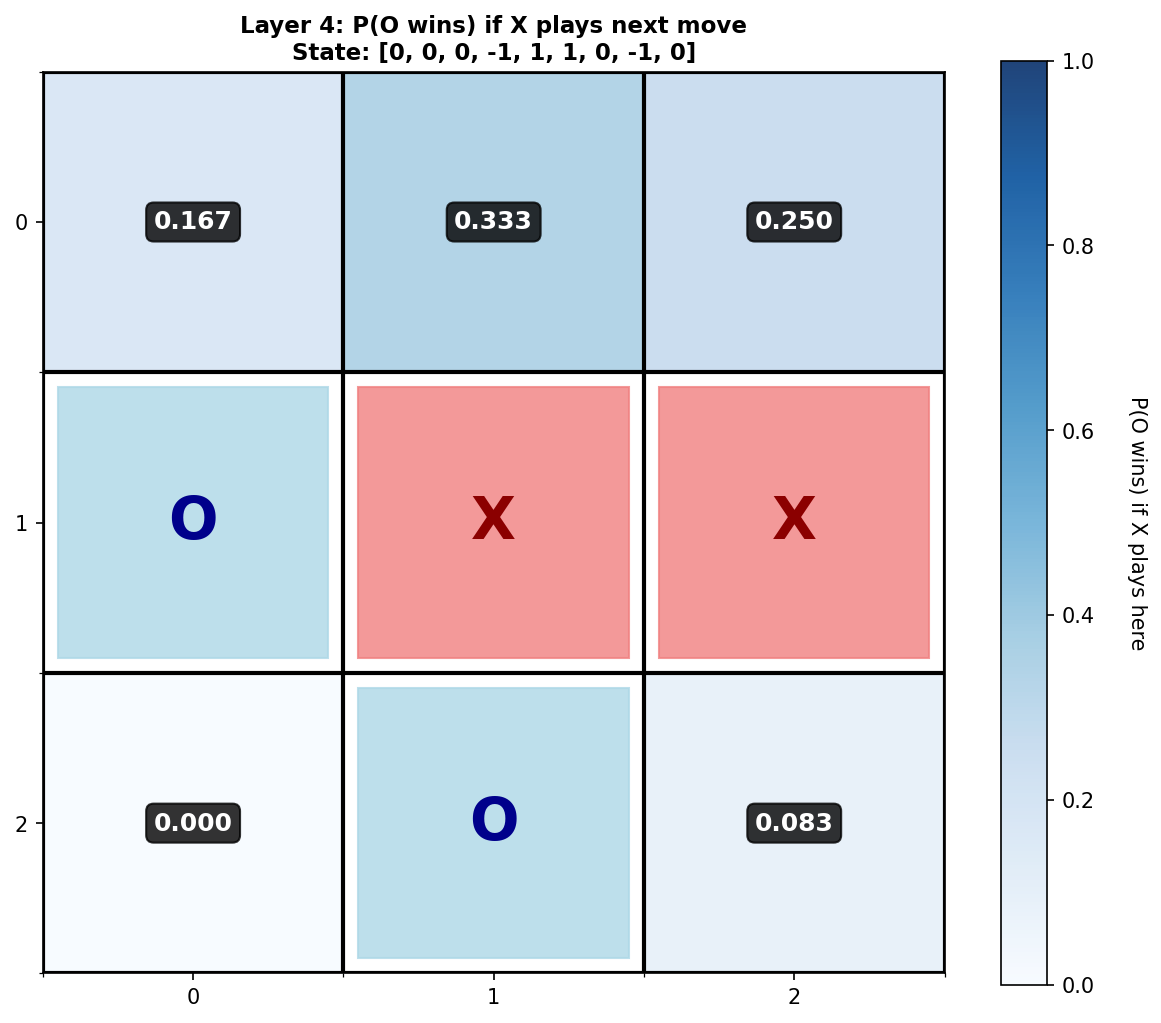 Layer 4: P(O wins) if X plays next move
State: [0, 0, 0, -1, 1, 1, 0, -1, 0]
0
0.167
0.333
0.250
1
O
X
X
2
0.000
O
0.083
0
1
2
1.0
0.8
0.6
0.4
0.2
0.0
P(O wins) if X plays here